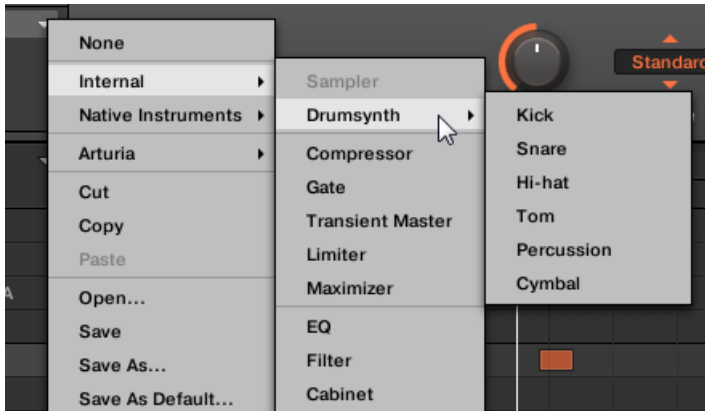 None
Internal
Native Instruments
Arturia
Cut
Copy
Paste
Open...
Save
Save As...
Save As Default...
Sampler
Drumsynth
Compressor
Gate
Transient Master
Limiter
Maximizer
EQ
Filter
Cabinet
Kick
Snare
Hi-hat
Tom
Percussion
Cymbal